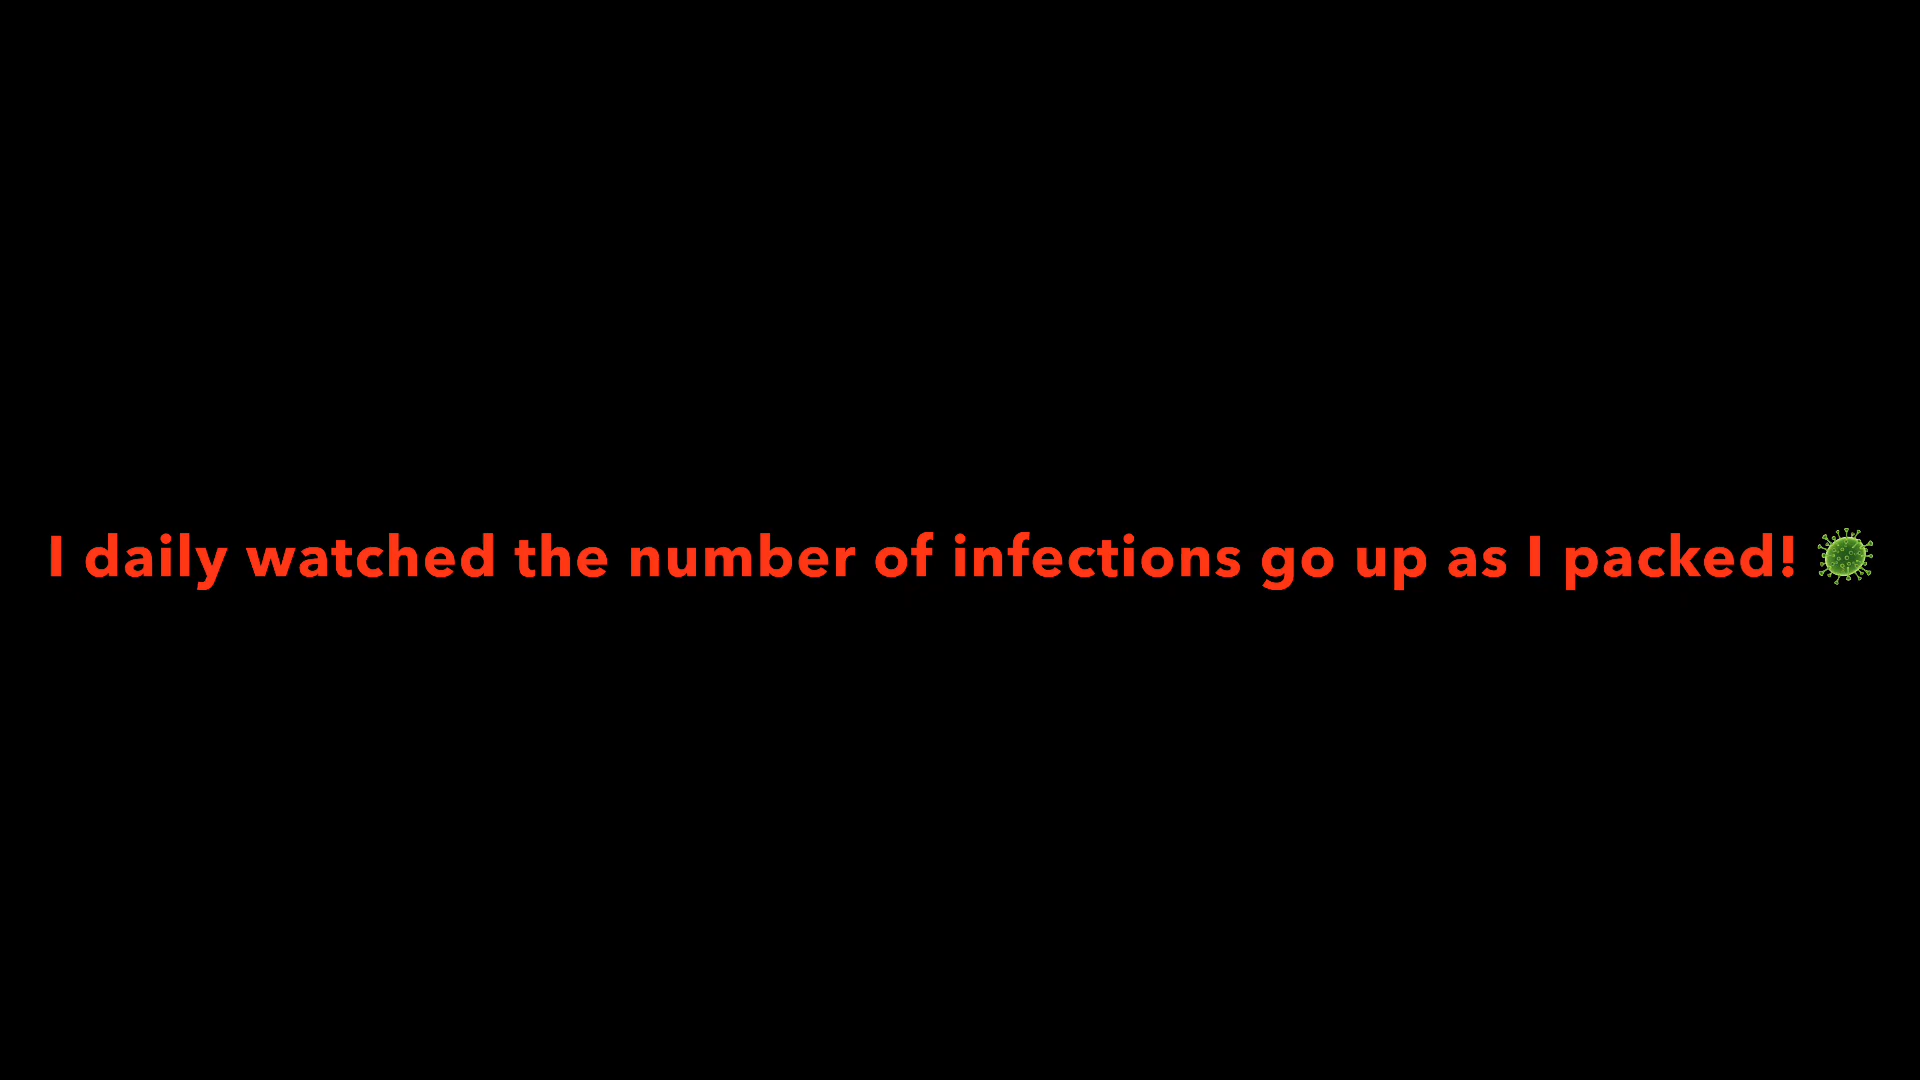 I daily watched the number of infections go up as I packed! 🦠